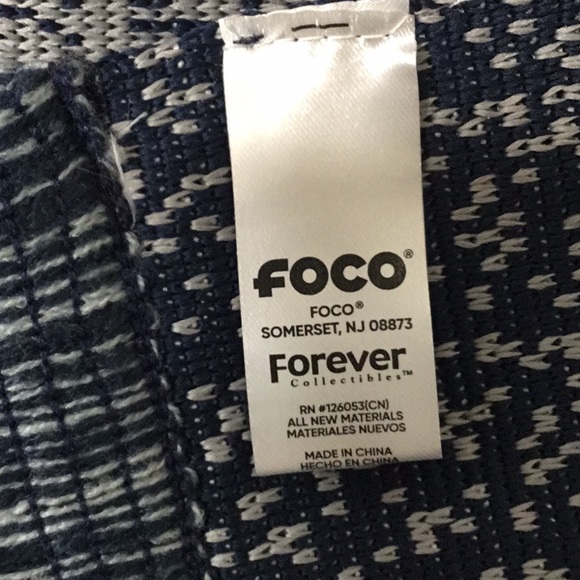 FOCO®
FOCO®
SOMERSET, NJ 08873
Forever
Collectibles™
RN #126053(CN)
ALL NEW MATERIALS
MATERIALES NUEVOS
MADE IN CHINA
HECHO EN CHINA